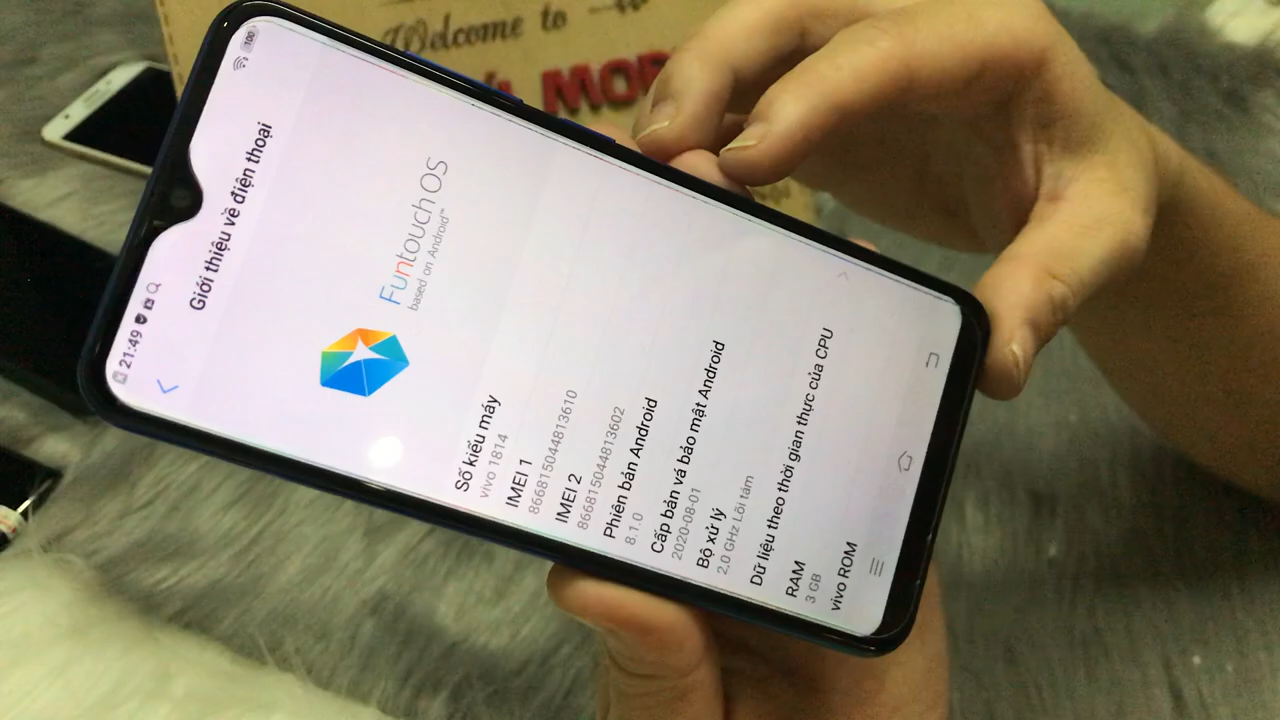 Welcome to
MOB
21:49
100
Giới thiệu về điện thoại
Funtouch OS
based on Android™
Số kiểu máy
vivo 1814
IMEI 1
866815044813610
IMEI 2
866815044813602
Phiên bản Android
8.1.0
Cấp bản vá bảo mật Android
2020-08-01
Bộ xử lý
2.0 GHz Lõi tám
Dữ liệu theo thời gian thực của CPU
RAM
3 GB
vivo ROM